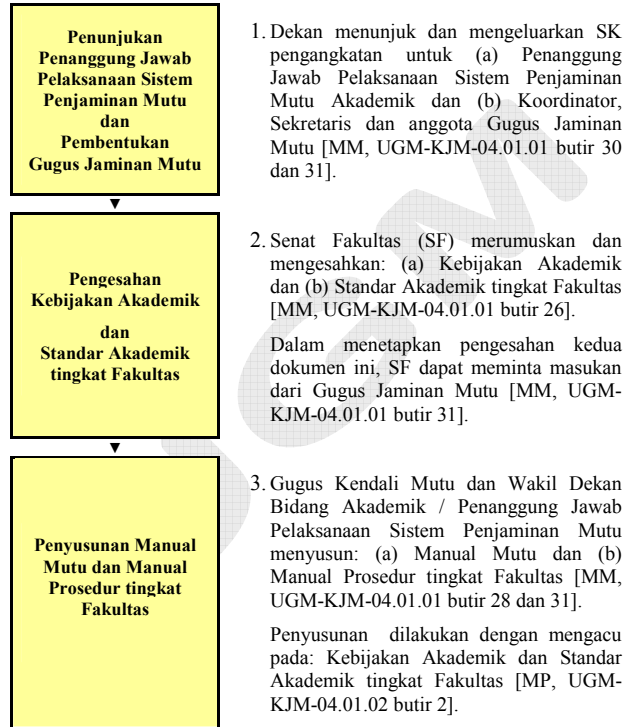 Penunjukan
Penanggung Jawab
Pelaksanaan Sistem
Penjaminan Mutu
dan
Pembentukan
Gugus Jaminan Mutu
1. Dekan menunjuk dan mengeluarkan SK
pengangkatan untuk (a) Penanggung
Jawab Pelaksanaan Sistem Penjaminan
Mutu Akademik dan (b) Koordinator,
Sekretaris dan anggota Gugus Jaminan
Mutu [MM, UGM-KJM-04.01.01 butir 30
dan 31].
Pengesahan
Kebijakan Akademik
dan
Standar Akademik
tingkat Fakultas
2. Senat Fakultas (SF) merumuskan dan
mengesahkan: (a) Kebijakan Akademik
dan (b) Standar Akademik tingkat Fakultas
[MM, UGM-KJM-04.01.01 butir 26].
Dalam menetapkan pengesahan kedua
dokumen ini, SF dapat meminta masukan
dari Gugus Jaminan Mutu [MM, UGM-
KJM-04.01.01 butir 31].
Penyusunan Manual
Mutu dan Manual
Prosedur tingkat
Fakultas
3. Gugus Kendali Mutu dan Wakil Dekan
Bidang Akademik / Penanggung Jawab
Pelaksanaan Sistem Penjaminan Mutu
menyusun: (a) Manual Mutu dan (b)
Manual Prosedur tingkat Fakultas [MM,
UGM-KJM-04.01.01 butir 28 dan 31].
Penyusunan dilakukan dengan mengacu
pada: Kebijakan Akademik dan Standar
Akademik tingkat Fakultas [MP, UGM-
KJM-04.01.02 butir 2].
UGM